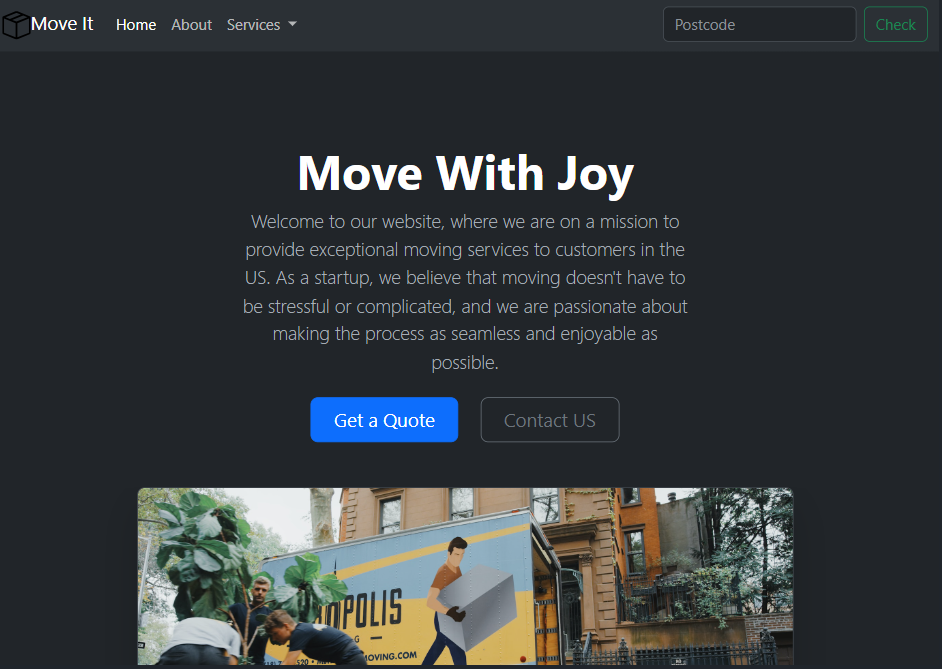 Move It Home About Services Postcode Check
Move With Joy
Welcome to our website, where we are on a mission to
provide exceptional moving services to customers in the
US. As a startup, we believe that moving doesn't have to
be stressful or complicated, and we are passionate about
making the process as seamless and enjoyable as
possible.
Get a Quote Contact US
OPOLIS
G
MOVING.COM